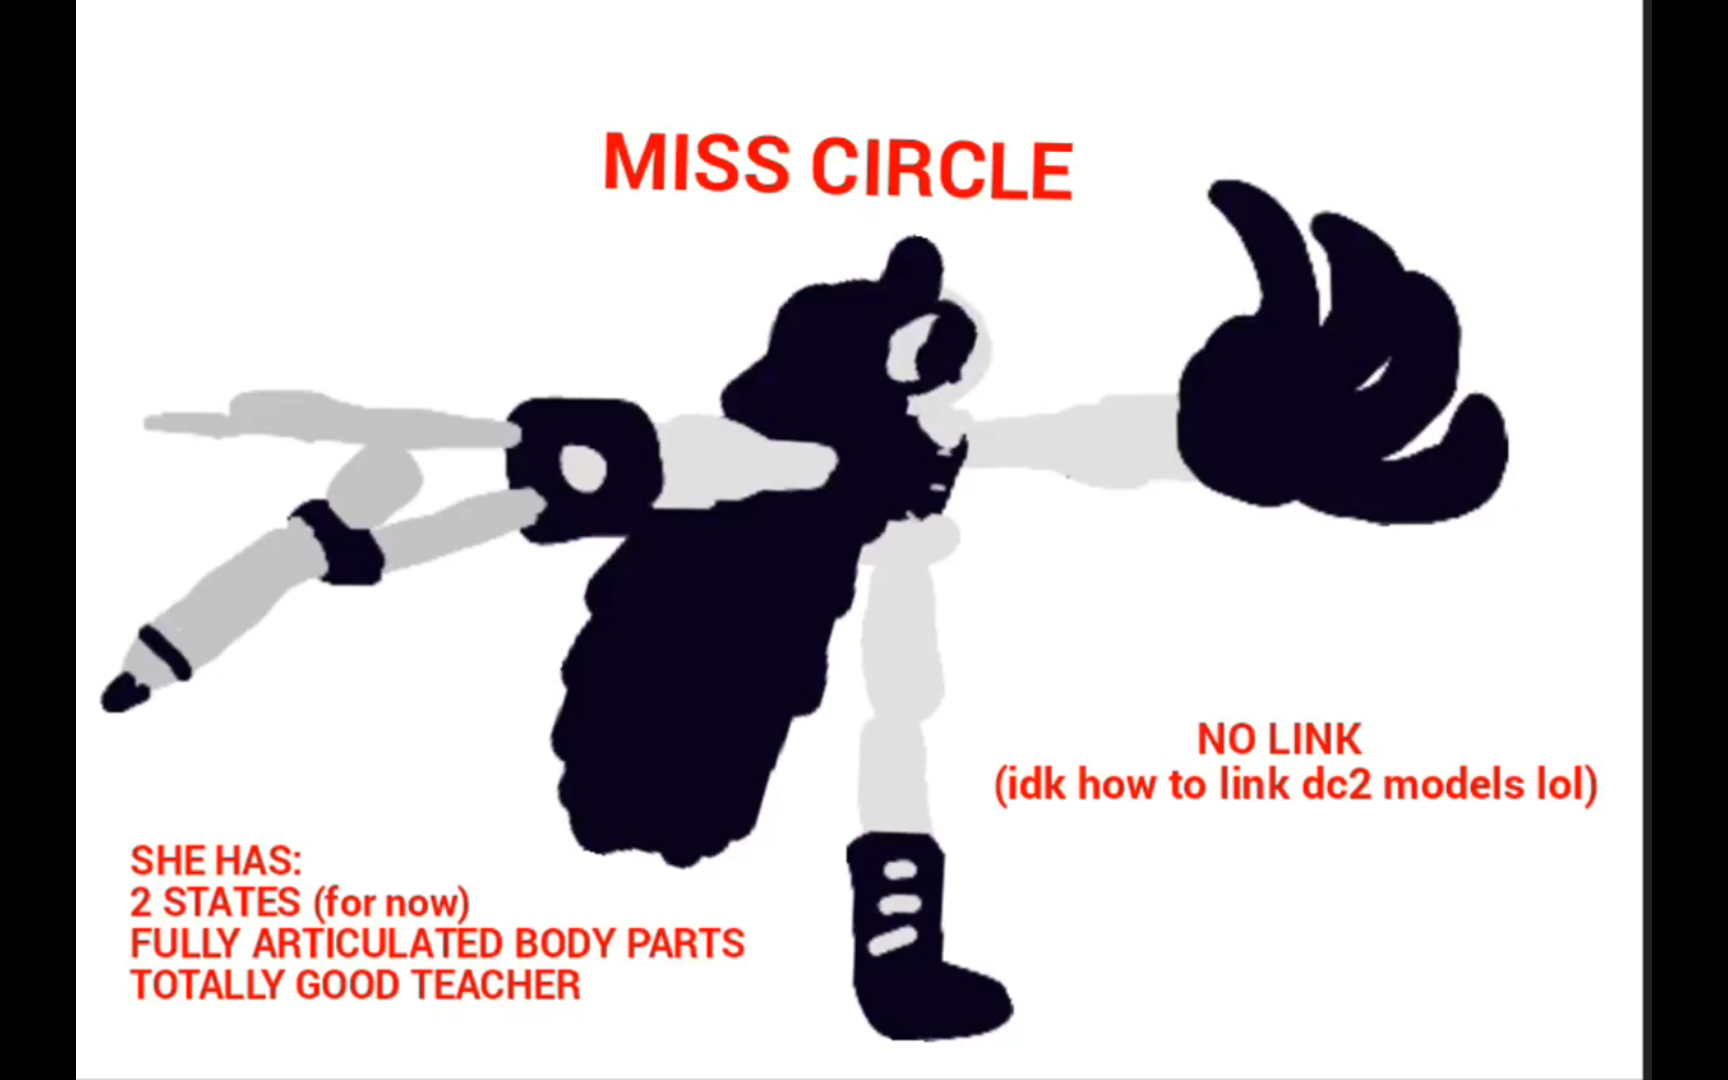 MISS CIRCLE
NO LINK
(idk how to link dc2 models lol)
SHE HAS:
2 STATES (for now)
FULLY ARTICULATED BODY PARTS
TOTALLY GOOD TEACHER